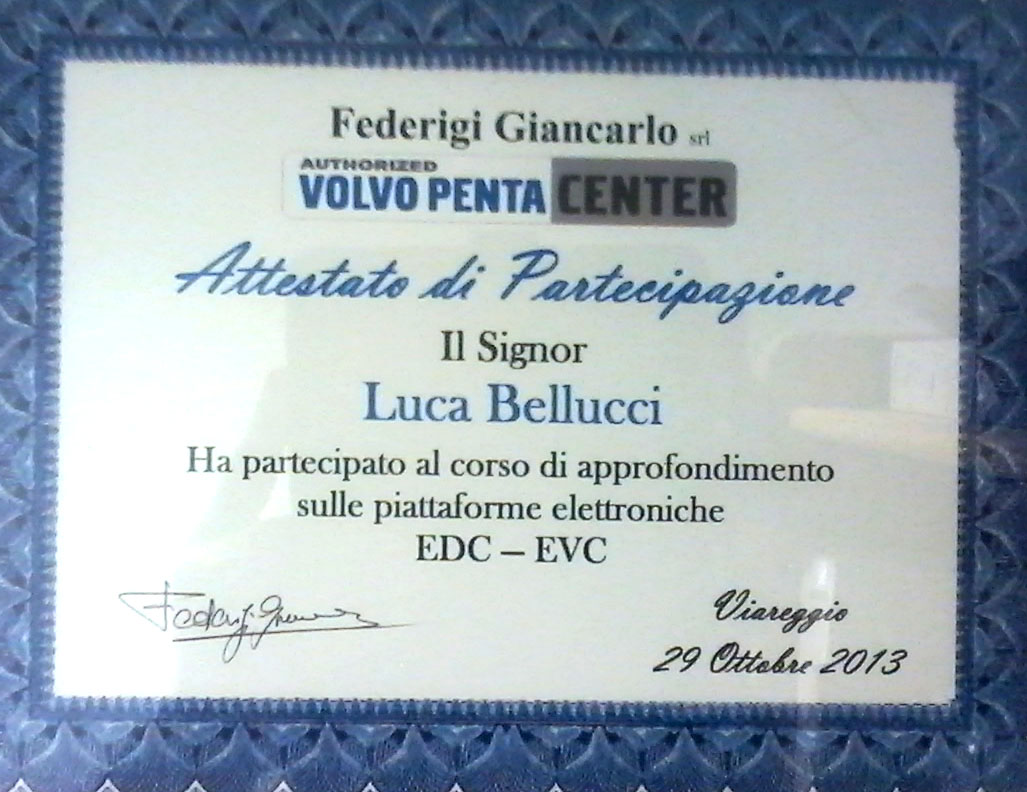 Federigi Giancarlo srl
AUTHORIZED
VOLVO PENTA CENTER
Attestato di Partecipazione
Il Signor
Luca Bellucci
Ha partecipato al corso di approfondimento
sulle piattaforme elettroniche
EDC – EVC
Viareggio
29 Ottobre 2013